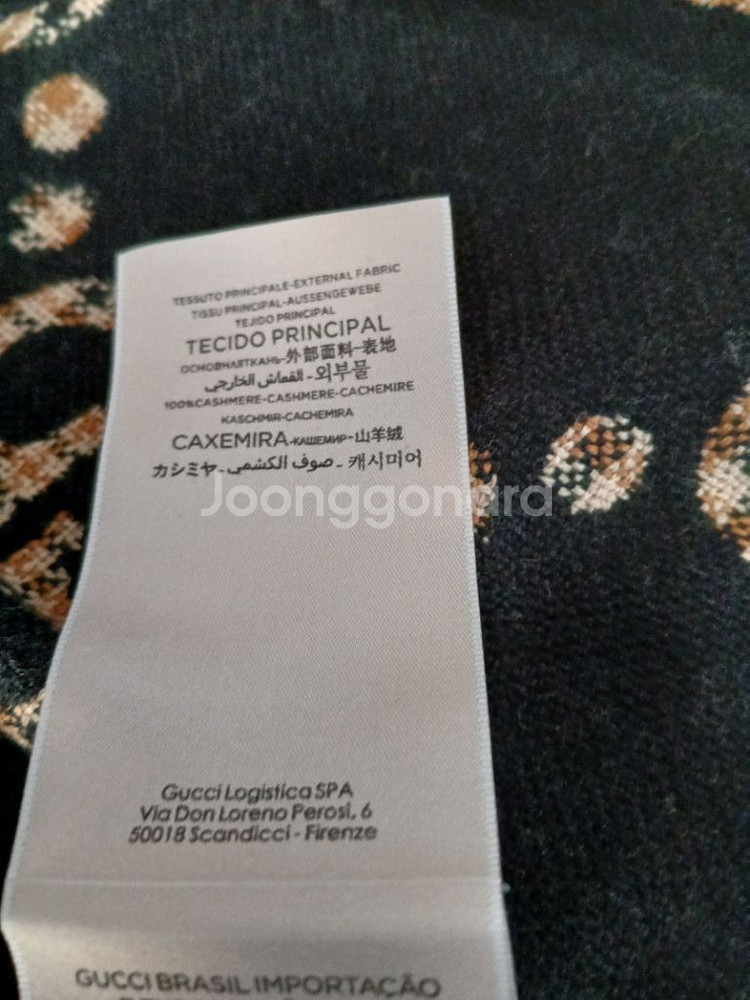 TESSUTO PRINCIPALE-EXTERNAL FABRIC
TISSU PRINCIPAL-AUSSENGEWEBE
TEJIDO PRINCIPAL
TECIDO PRINCIPAL
ОСНОВНАЯТКАНЬ-外部面料-表地
القماش الخارجي - 외부물
100%CASHMERE-CASHMERE-CACHEMIRE
KASCHMIR-CACHEMIRA
CAXEMIRA-КАШЕМИР-山羊绒
カシミヤ- صوف الكشمى - 캐시미어
Joonggonara
Gucci Logistica SPA
Via Don Loreno Perosi, 6
50018 Scandicci - Firenze
GUCCI BRASIL IMPORTAÇÃO